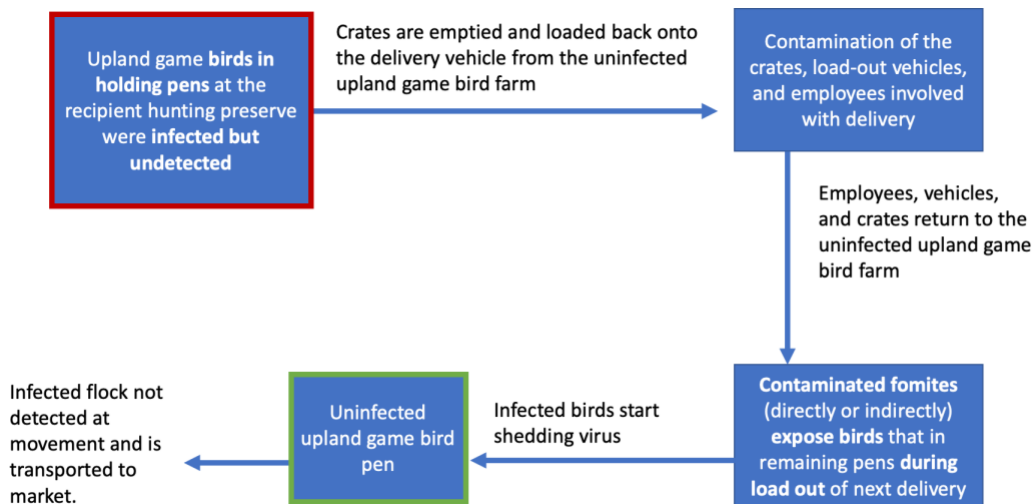 Upland game birds in
holding pens at the
recipient hunting preserve
were infected but
undetected
Crates are emptied and loaded back onto
the delivery vehicle from the uninfected
upland game bird farm
Contamination of the
crates, load-out vehicles,
and employees involved
with delivery
Employees, vehicles,
and crates return to the
uninfected upland game
bird farm
Contaminated fomites
(directly or indirectly)
expose birds that in
remaining pens during
load out of next delivery
Infected birds start
shedding virus
Uninfected
upland game bird
pen
Infected flock not
detected at
movement and is
transported to
market.